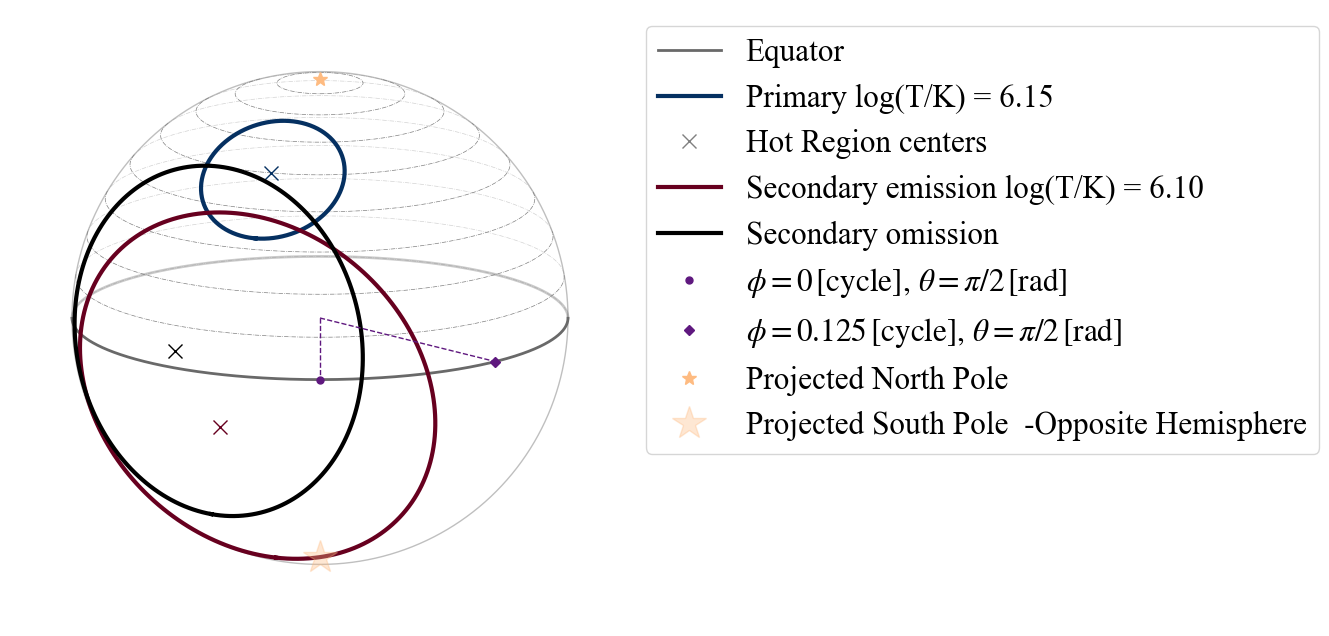 Equator
Primary log(T/K) = 6.15
Hot Region centers
Secondary emission log(T/K) = 6.10
Secondary omission
ϕ = 0 [cycle], θ = π/2 [rad]
ϕ = 0.125 [cycle], θ = π/2 [rad]
Projected North Pole
Projected South Pole  -Opposite Hemisphere